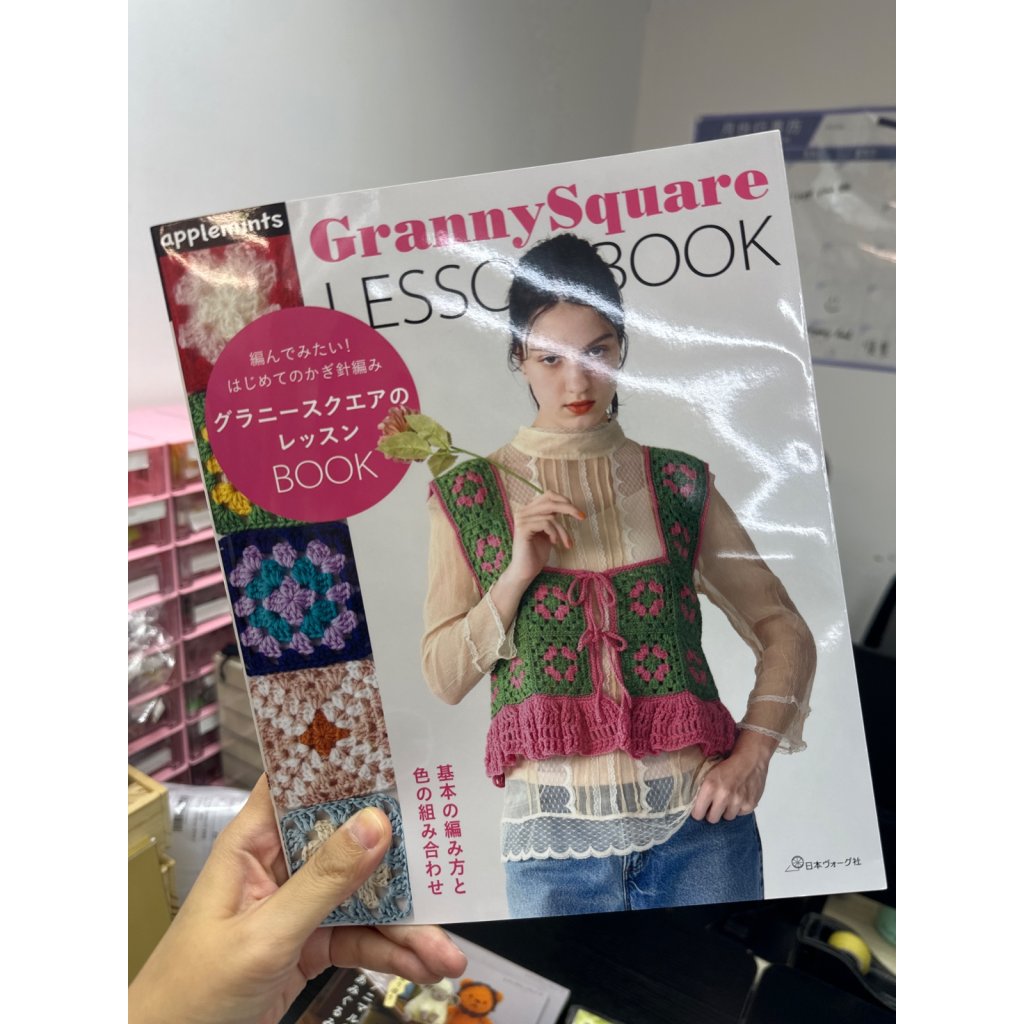 applemints
GrannySquare
LESSON BOOK
編んでみたい！
はじめてのかぎ針編み
グラニースクエアの
レッスン
BOOK
基本の編み方と
色の組み合わせ
日本ヴォーグ社